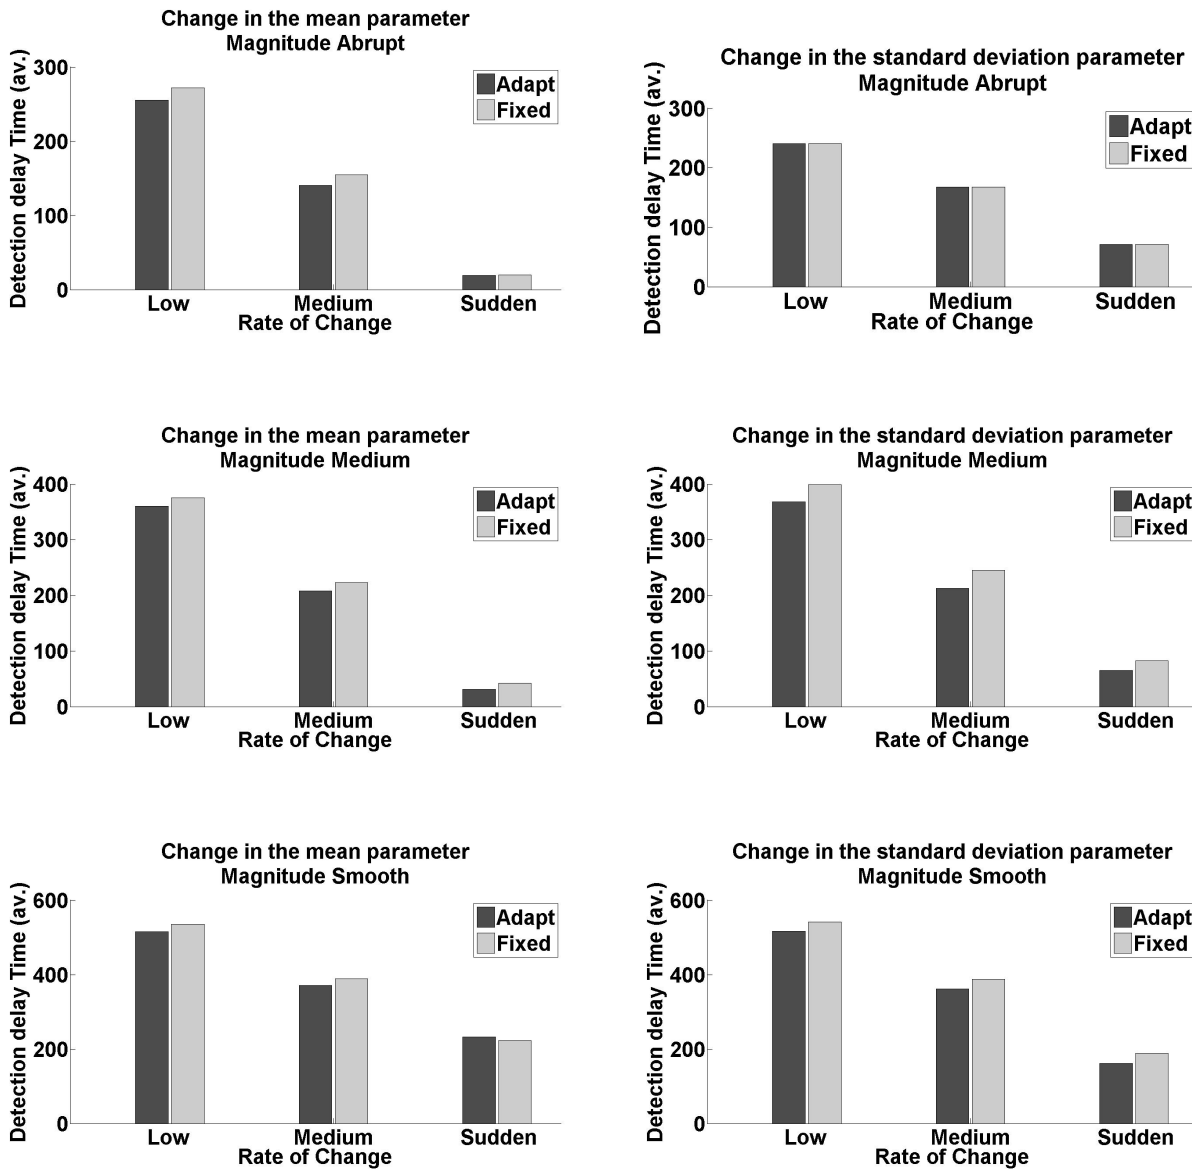 Change in the mean parameter
Magnitude Abrupt
Detection delay Time (av.)
300
200
100
0
Adapt
Fixed
Low
Medium
Sudden
Rate of Change
Change in the standard deviation parameter
Magnitude Abrupt
Detection delay Time (av.)
300
200
100
0
Adapt
Fixed
Low
Medium
Sudden
Rate of Change
Change in the mean parameter
Magnitude Medium
Detection delay Time (av.)
400
300
200
100
0
Adapt
Fixed
Low
Medium
Sudden
Rate of Change
Change in the standard deviation parameter
Magnitude Medium
Detection delay Time (av.)
400
300
200
100
0
Adapt
Fixed
Low
Medium
Sudden
Rate of Change
Change in the mean parameter
Magnitude Smooth
Detection delay Time (av.)
600
400
200
0
Adapt
Fixed
Low
Medium
Sudden
Rate of Change
Change in the standard deviation parameter
Magnitude Smooth
Detection delay Time (av.)
600
400
200
0
Adapt
Fixed
Low
Medium
Sudden
Rate of Change